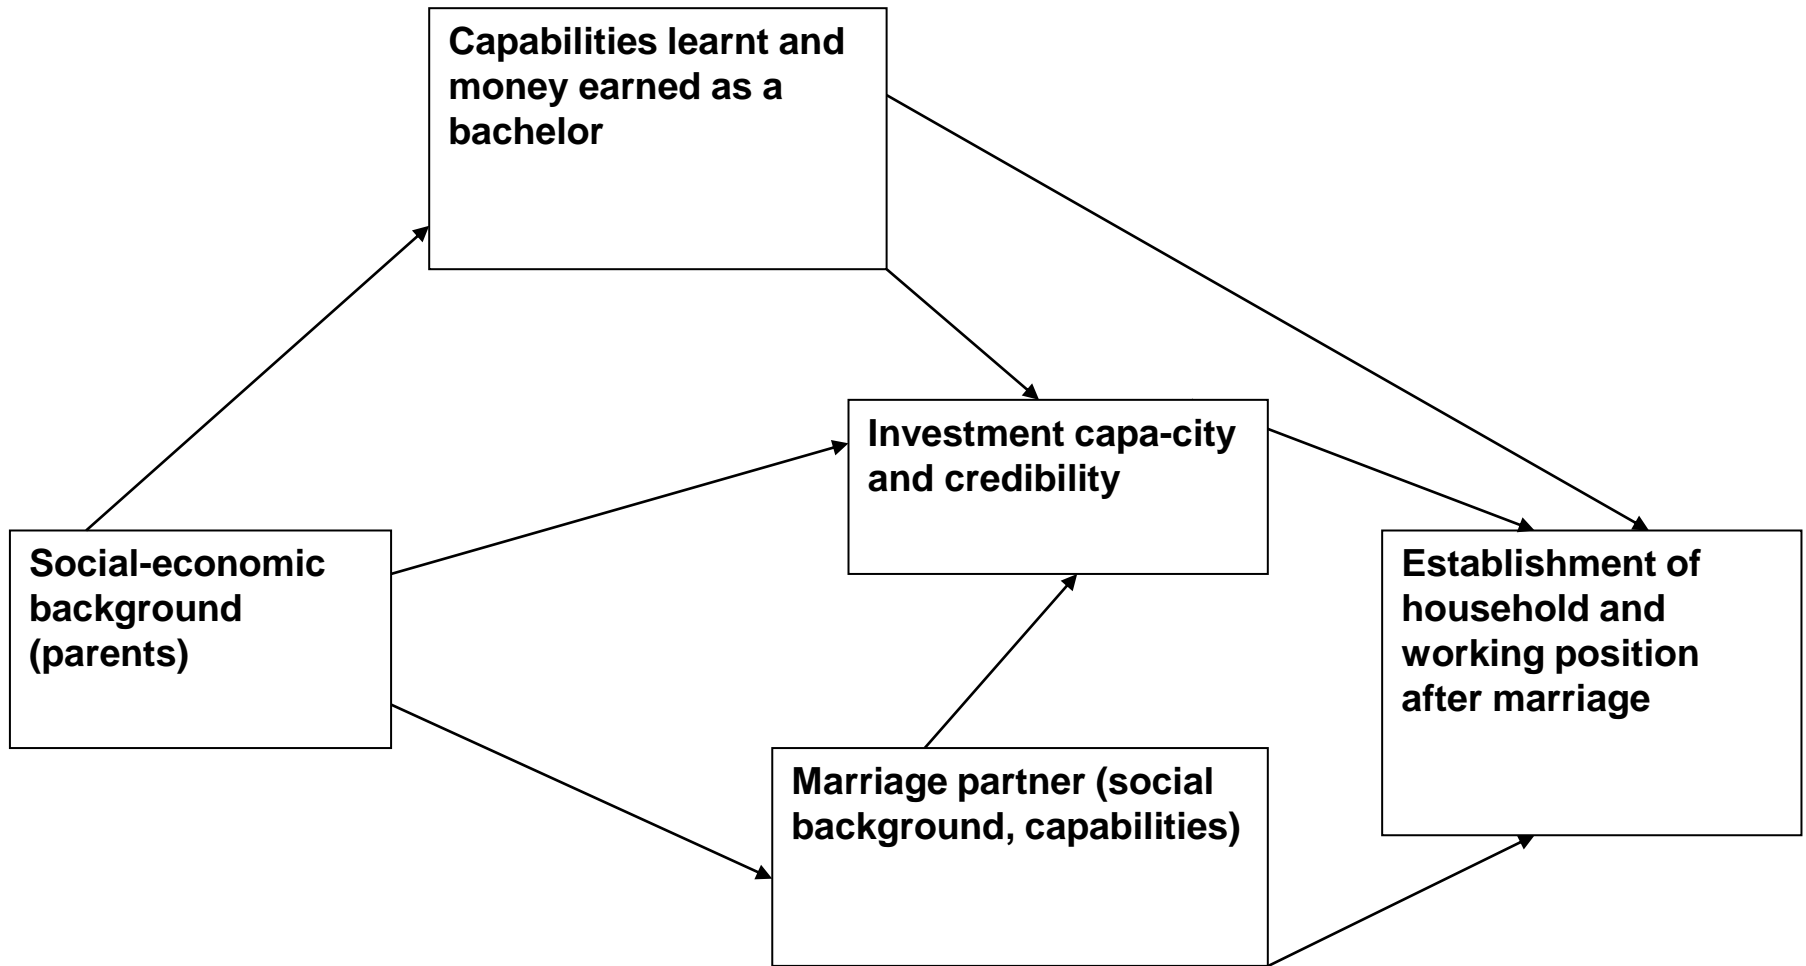 Capabilities learnt and
money earned as a
bachelor
Investment capa-city
and credibility
Social-economic
background
(parents)
Establishment of
household and
working position
after marriage
Marriage partner (social
background, capabilities)